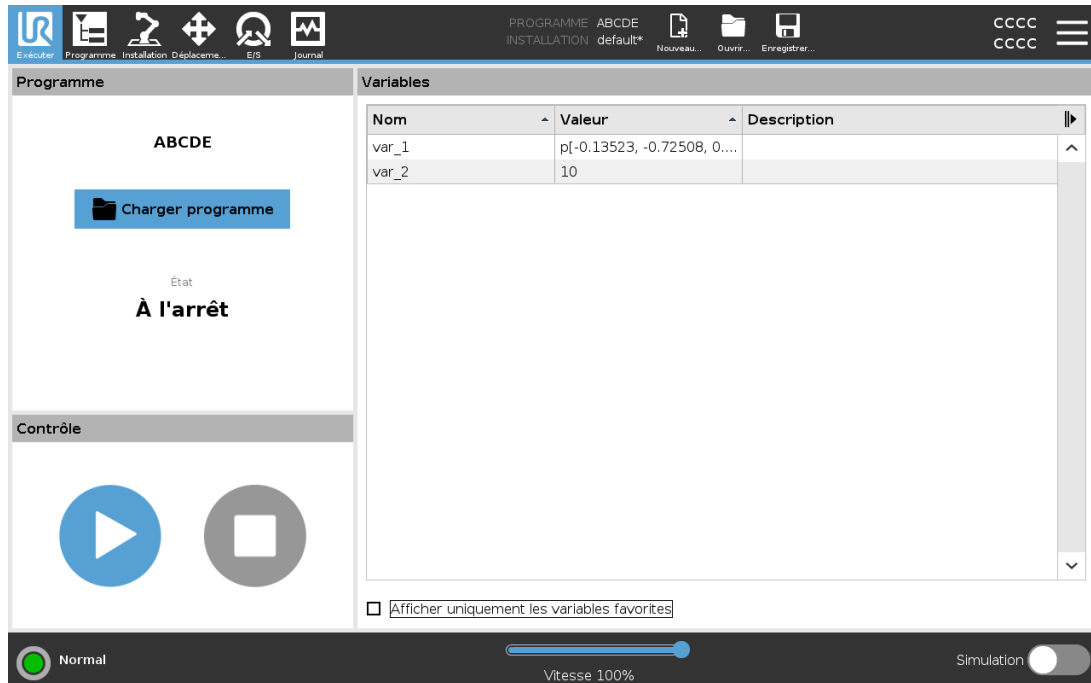 PROGRAMME ABCDE
INSTALLATION default*
CCCC
CCCC
Exécuter Programme Installation Déplaceme... E/S Journal Nouveau... Ouvrir... Enregistrer...
Programme
ABCDE
Charger programme
État
À l'arrêt
Contrôle
Variables
Nom Valeur Description
var_1 p[-0.13523, -0.72508, 0....
var_2 10
Afficher uniquement les variables favorites
Normal
Vitesse 100%
Simulation